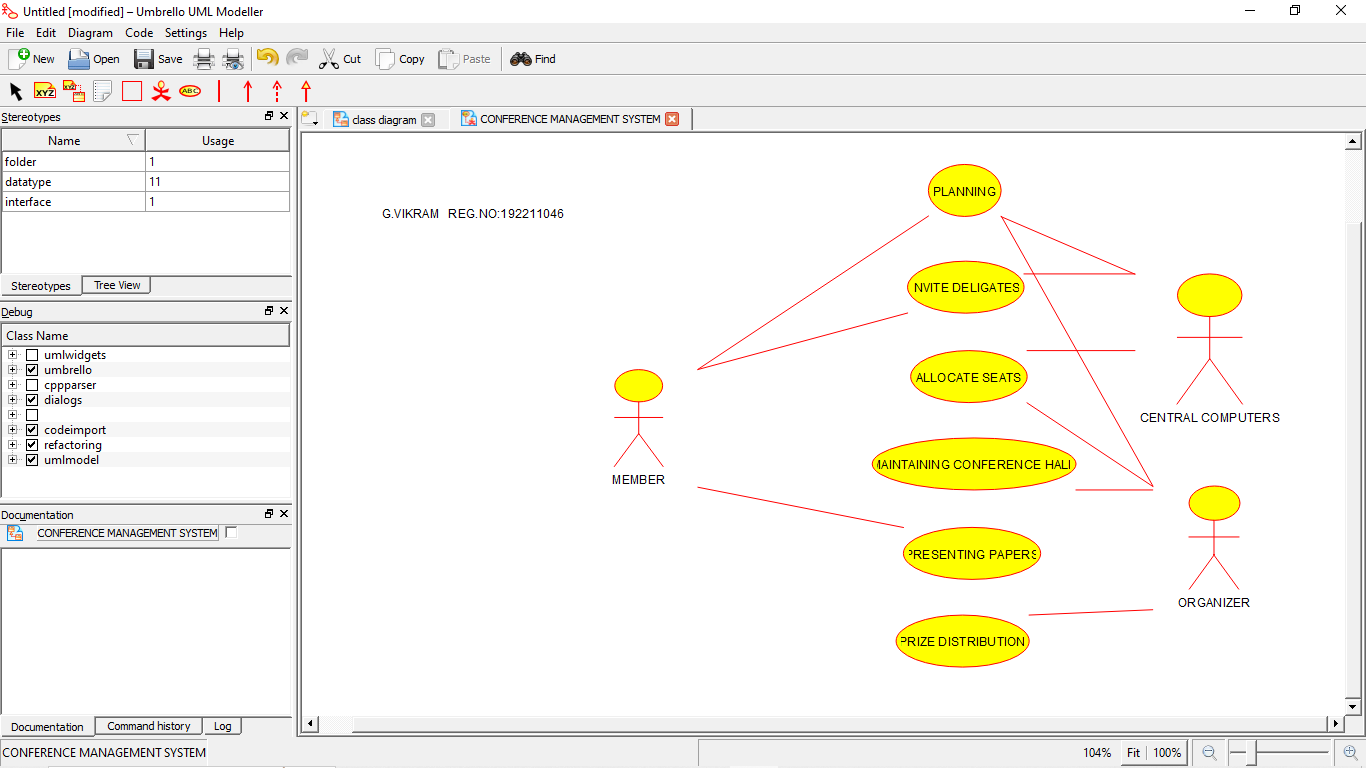 Untitled [modified] – Umbrello UML Modeller
File Edit Diagram Code Settings Help
New Open Save Cut Copy Paste Find
XYZ XYZ ABC
Stereotypes
class diagram
CONFERENCE MANAGEMENT SYSTEM
Name Usage
folder 1
datatype 11
interface 1
Stereotypes Tree View
Debug
Class Name
umlwidgets
umbrello
cppparser
dialogs
codeimport
refactoring
umlmodel
Documentation
CONFERENCE MANAGEMENT SYSTEM
Documentation Command history Log
G.VIKRAM REG.NO:192211046
PLANNING
NVITE DELIGATES
ALLOCATE SEATS
CENTRAL COMPUTERS
MAINTAINING CONFERENCE HALL
MEMBER
PRESENTING PAPERS
ORGANIZER
PRIZE DISTRIBUTION
CONFERENCE MANAGEMENT SYSTEM
104% Fit 100%